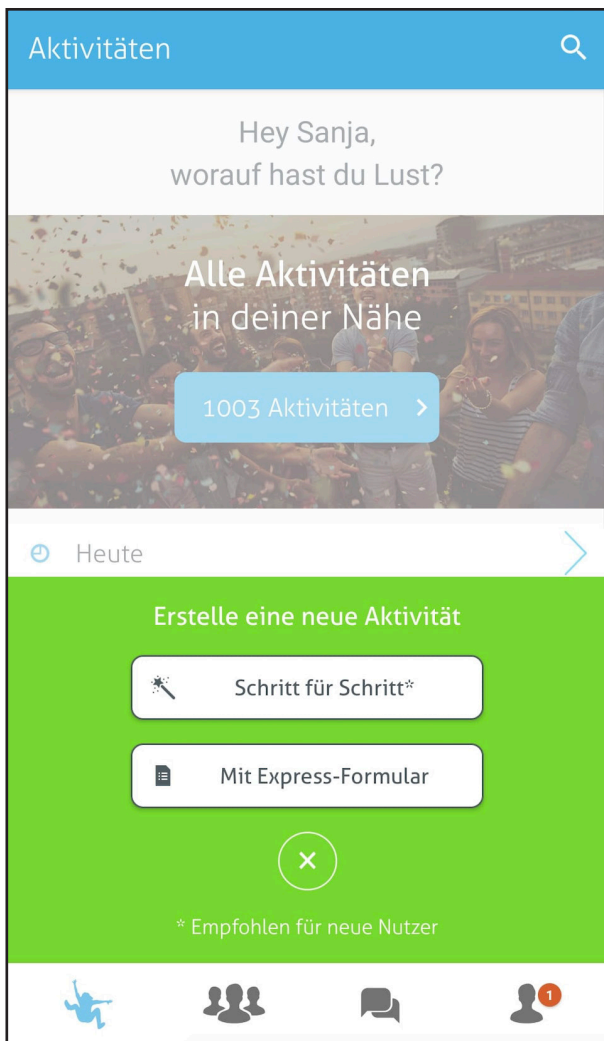 Aktivitäten
Hey Sanja,
worauf hast du Lust?
Alle Aktivitäten
in deiner Nähe
1003 Aktivitäten
Heute
Erstelle eine neue Aktivität
Schritt für Schritt*
Mit Express-Formular
* Empfohlen für neue Nutzer
1